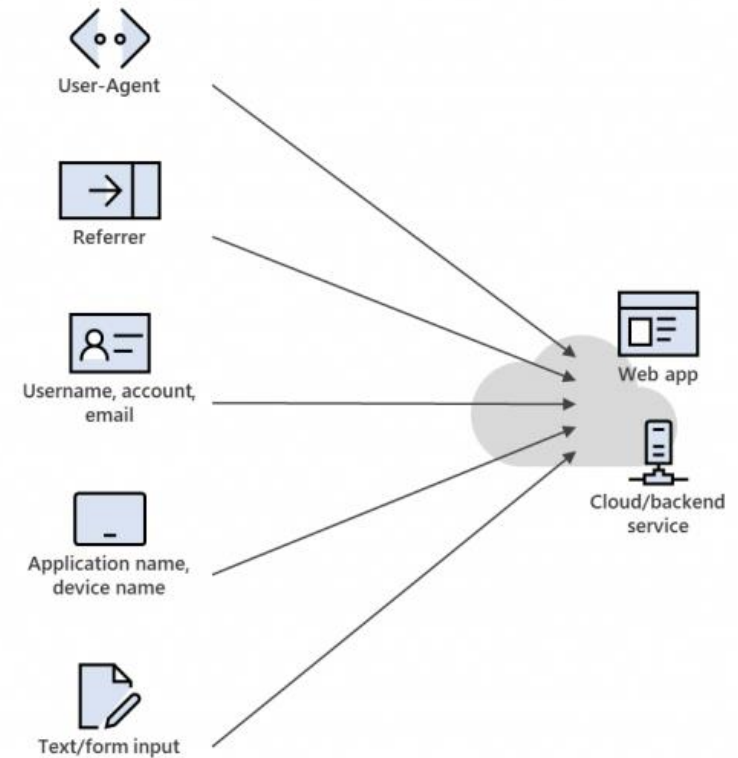 User-Agent
Referrer
Username, account,
email
Application name,
device name
Text/form input
Web app
Cloud/backend
service